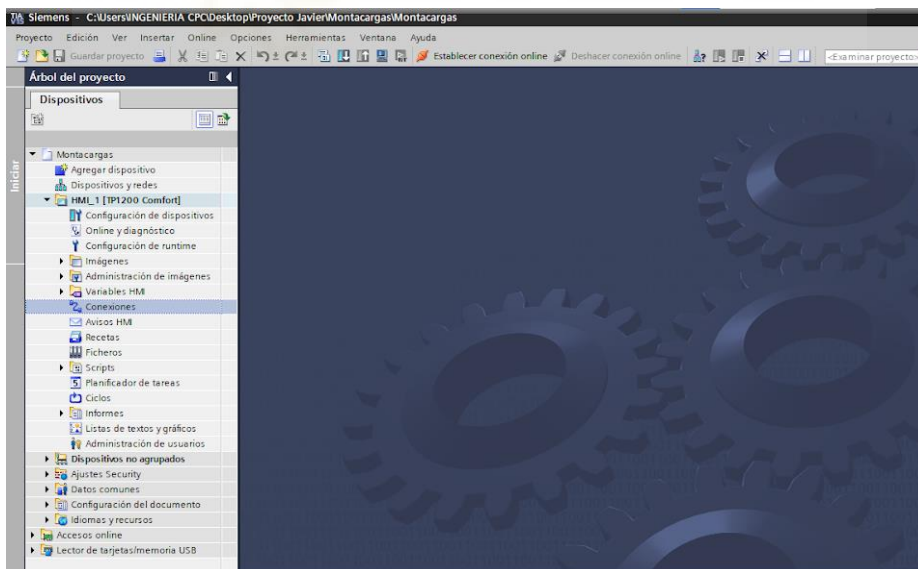 Siemens - C:\Users\INGENIERIA CPC\Desktop\Proyecto Javier\Montacargas\Montacargas
Proyecto Edición Ver Insertar Online Opciones Herramientas Ventana Ayuda
Guardar proyecto Establecer conexión online Deshacer conexión online <Examinar proyecto>
Árbol del proyecto
Dispositivos
Iniciar
Montacargas
Agregar dispositivo
Dispositivos y redes
HMI_1 [TP1200 Comfort]
Configuración de dispositivos
Online y diagnóstico
Configuración de runtime
Imágenes
Administración de imágenes
Variables HMI
Conexiones
Avisos HMI
Recetas
Ficheros
Scripts
Planificador de tareas
Ciclos
Informes
Listas de textos y gráficos
Administración de usuarios
Dispositivos no agrupados
Ajustes Security
Datos comunes
Configuración del documento
Idiomas y recursos
Accesos online
Lector de tarjetas/memoria USB